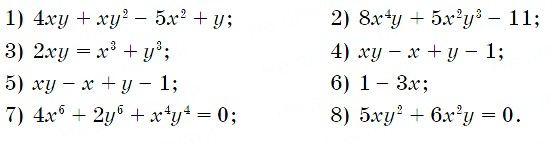 1) 4xy + xy² − 5x² + y; 2) 8x⁴y + 5x²y³ − 11;
3) 2xy = x³ + y³; 4) xy − x + y − 1;
5) xy − x + y − 1; 6) 1 − 3x;
7) 4x⁶ + 2y⁶ + x⁴y⁴ = 0; 8) 5xy² + 6x²y = 0.